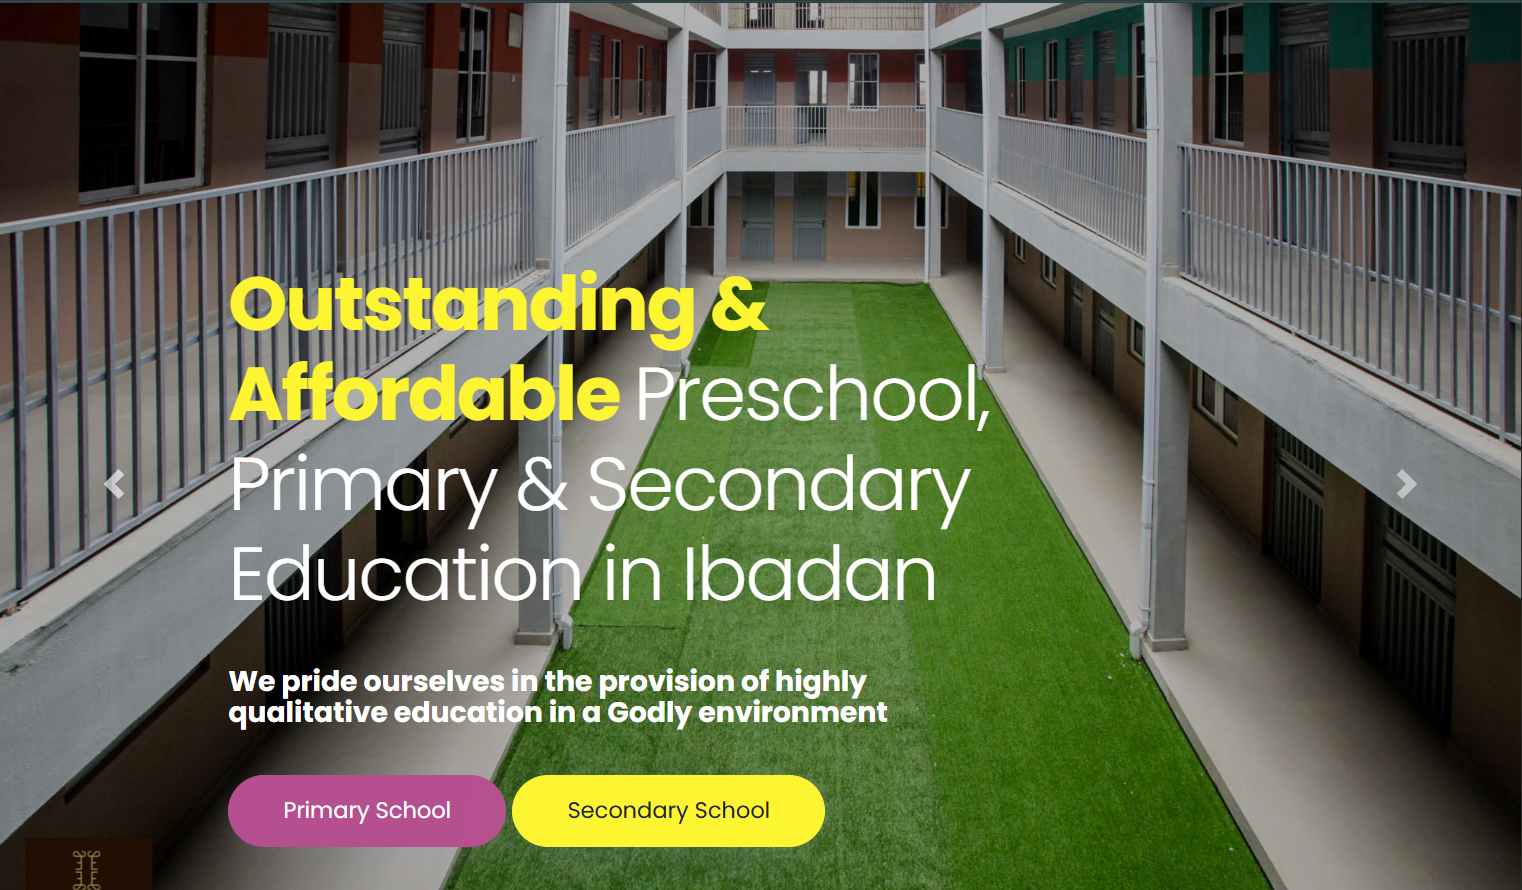 Outstanding &
Affordable Preschool,
Primary & Secondary
Education in Ibadan
We pride ourselves in the provision of highly
qualitative education in a Godly environment
Primary School
Secondary School